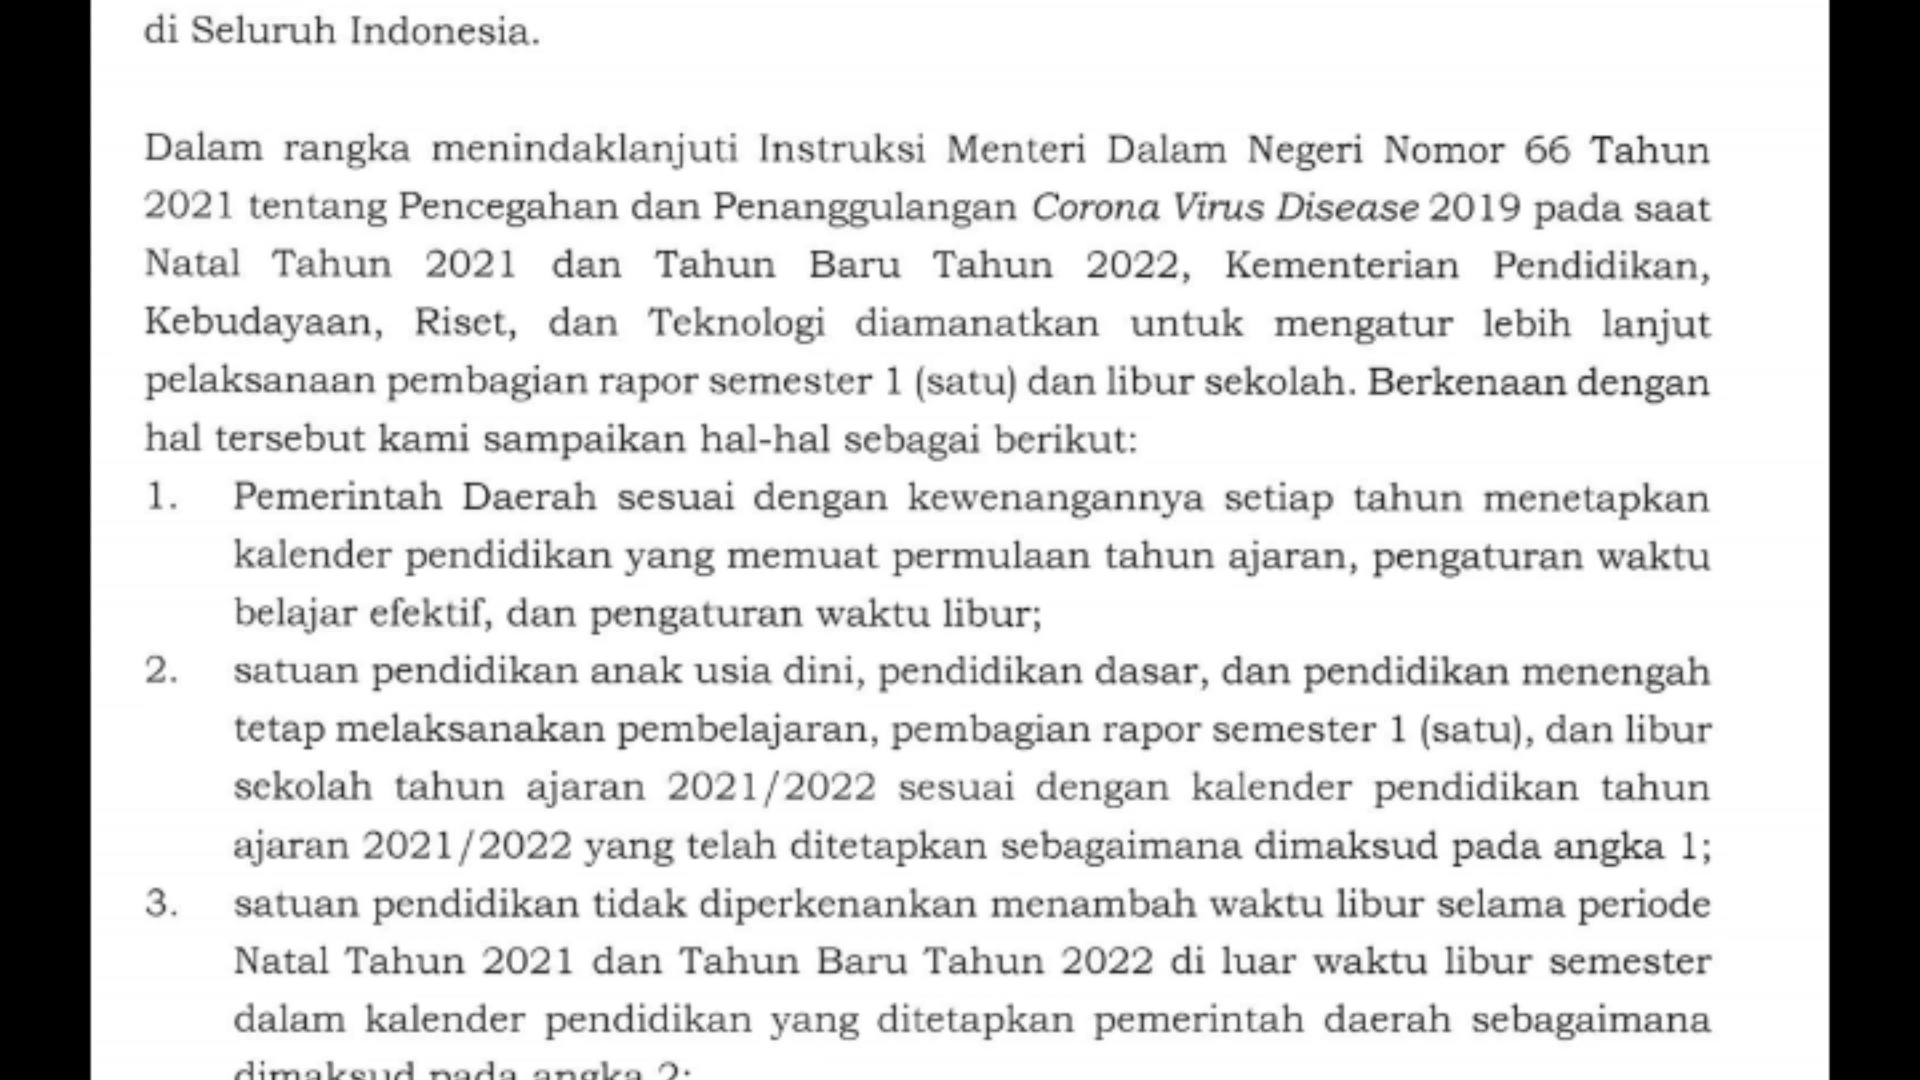 di Seluruh Indonesia.
Dalam rangka menindaklanjuti Instruksi Menteri Dalam Negeri Nomor 66 Tahun
2021 tentang Pencegahan dan Penanggulangan Corona Virus Disease 2019 pada saat
Natal Tahun 2021 dan Tahun Baru Tahun 2022, Kementerian Pendidikan,
Kebudayaan, Riset, dan Teknologi diamanatkan untuk mengatur lebih lanjut
pelaksanaan pembagian rapor semester 1 (satu) dan libur sekolah. Berkenaan dengan
hal tersebut kami sampaikan hal-hal sebagai berikut:
1. Pemerintah Daerah sesuai dengan kewenangannya setiap tahun menetapkan
kalender pendidikan yang memuat permulaan tahun ajaran, pengaturan waktu
belajar efektif, dan pengaturan waktu libur;
2. satuan pendidikan anak usia dini, pendidikan dasar, dan pendidikan menengah
tetap melaksanakan pembelajaran, pembagian rapor semester 1 (satu), dan libur
sekolah tahun ajaran 2021/2022 sesuai dengan kalender pendidikan tahun
ajaran 2021/2022 yang telah ditetapkan sebagaimana dimaksud pada angka 1;
3. satuan pendidikan tidak diperkenankan menambah waktu libur selama periode
Natal Tahun 2021 dan Tahun Baru Tahun 2022 di luar waktu libur semester
dalam kalender pendidikan yang ditetapkan pemerintah daerah sebagaimana
dimaksud pada angka 2;